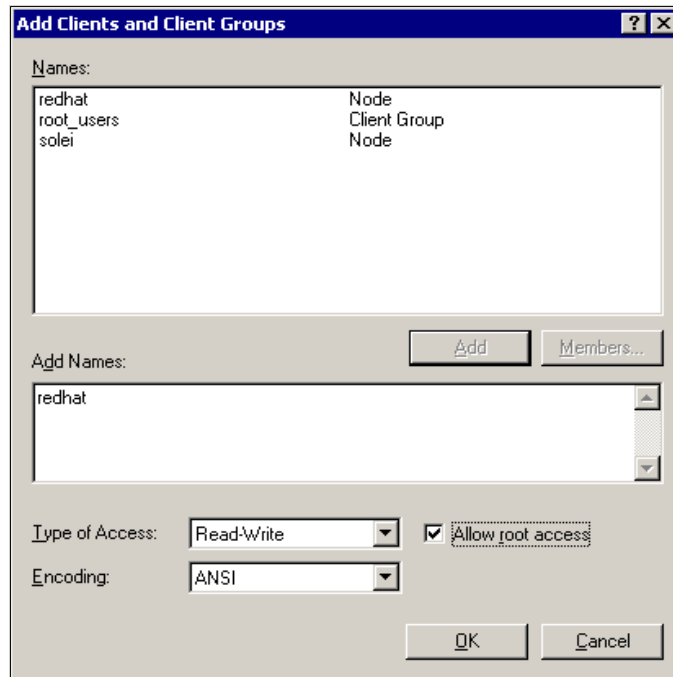 Add Clients and Client Groups
Names:
redhat Node
root_users Client Group
solei Node
Add Members...
Add Names:
redhat
Type of Access: Read-Write Allow root access
Encoding: ANSI
OK Cancel